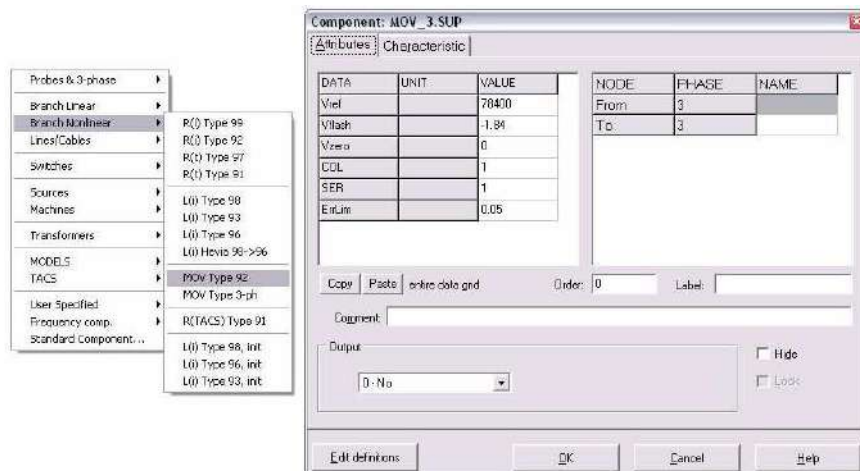 Probes & 3-phase
Branch Linear
Branch Nonlinear
Lines/Cables
Switches
Sources
Machines
Transformers
MODELS
TACS
User Specified
Frequency comp.
Standard Component...
R(i) Type 99
R(i) Type 92
R(t) Type 97
R(t) Type 91
L(i) Type 98
L(i) Type 93
L(i) Type 96
L(i) Hevia 98->96
MOV Type 92
MOV Type 3-ph
R(TACS) Type 91
L(i) Type 98, init
L(i) Type 96, init
L(i) Type 93, init
Component: MOV_3.SUP
Attributes Characteristic
DATA UNIT VALUE
Vref 78400
Vflash -1.84
Vzero 0
COL 1
SER 1
ErrLim 0.05
NODE PHASE NAME
From 3
To 3
Copy Paste entire data grid Order: 0 Label:
Comment:
Output
0 - No
Hide
Lock
Edit definitions OK Cancel Help